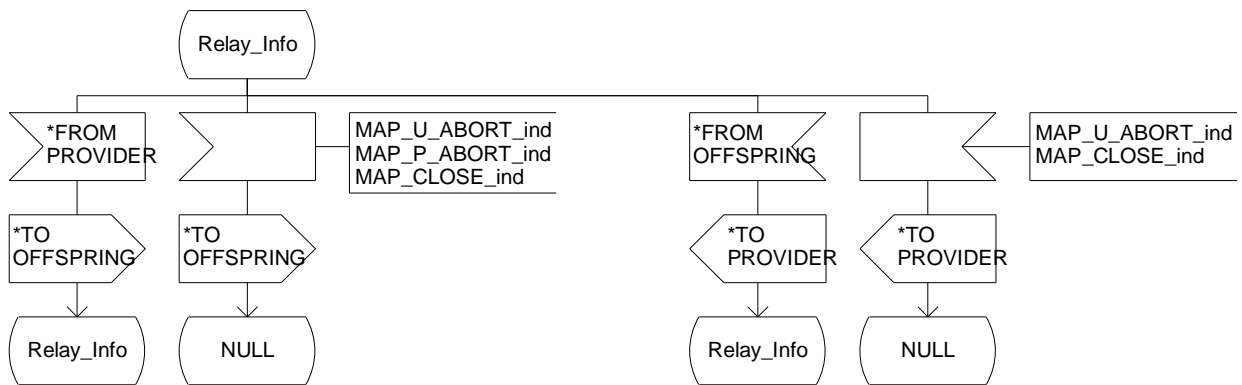 Relay_Info
*FROM
PROVIDER
MAP_U_ABORT_ind
MAP_P_ABORT_ind
MAP_CLOSE_ind
*FROM
OFFSPRING
MAP_U_ABORT_ind
MAP_CLOSE_ind
*TO
OFFSPRING
*TO
OFFSPRING
*TO
PROVIDER
*TO
PROVIDER
Relay_Info
NULL
Relay_Info
NULL